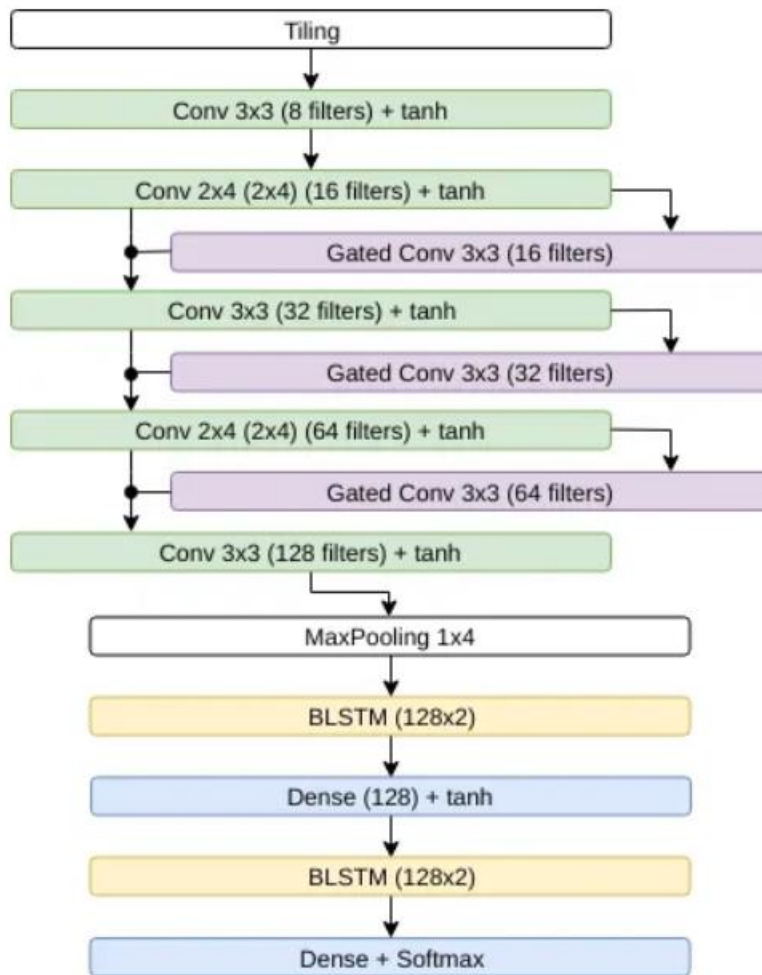 Tiling
Conv 3x3 (8 filters) + tanh
Conv 2x4 (2x4) (16 filters) + tanh
Gated Conv 3x3 (16 filters)
Conv 3x3 (32 filters) + tanh
Gated Conv 3x3 (32 filters)
Conv 2x4 (2x4) (64 filters) + tanh
Gated Conv 3x3 (64 filters)
Conv 3x3 (128 filters) + tanh
MaxPooling 1x4
BLSTM (128x2)
Dense (128) + tanh
BLSTM (128x2)
Dense + Softmax